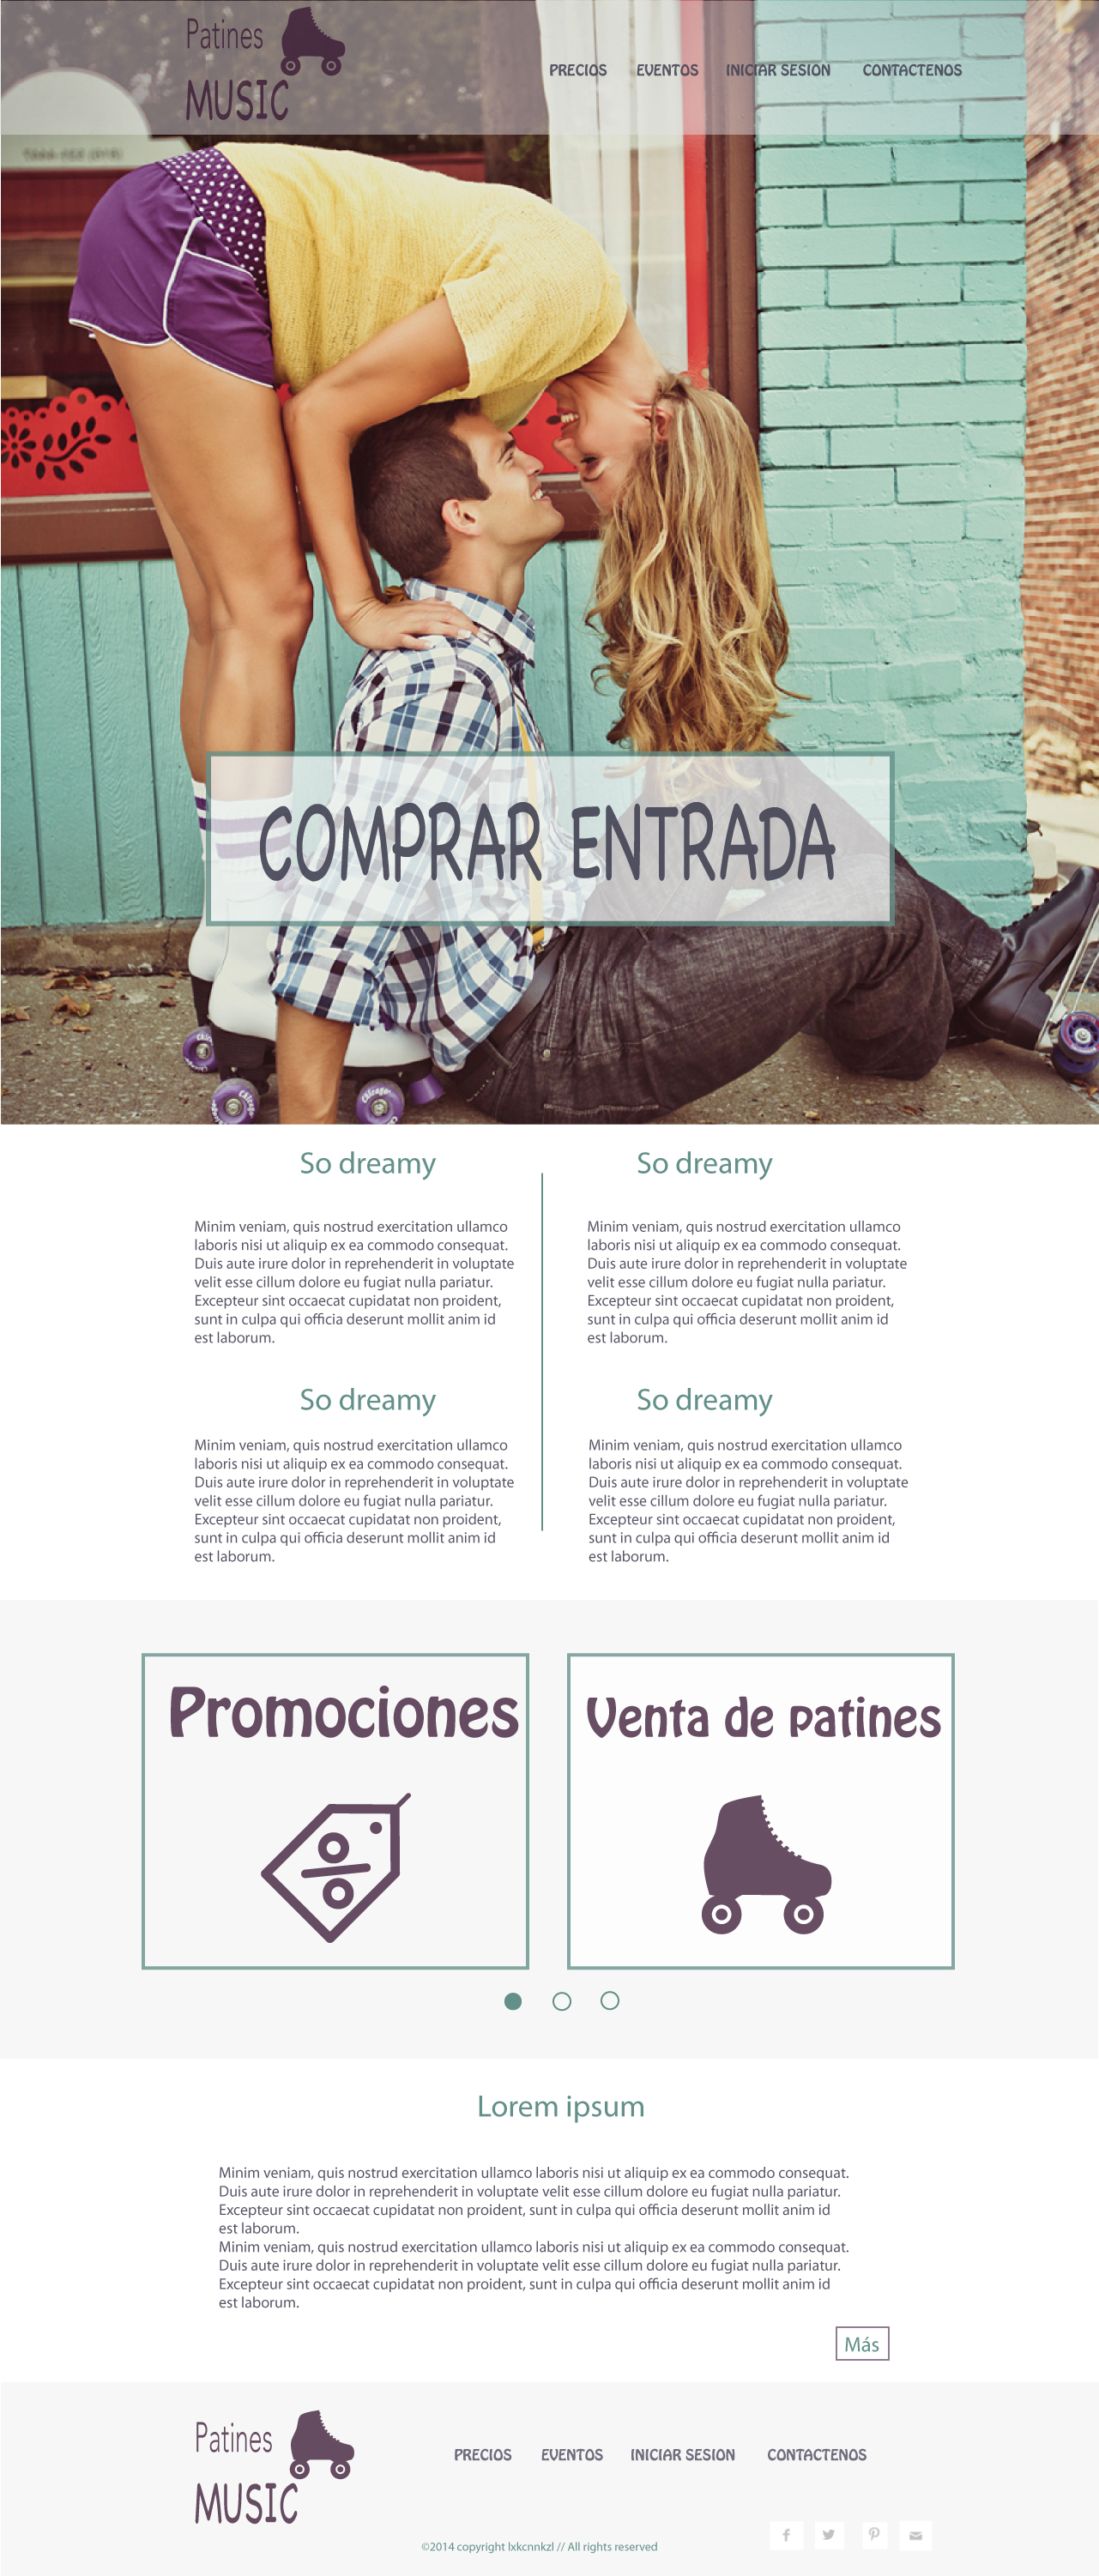 Patines
MUSIC
PRECIOS EVENTOS INICIAR SESION CONTACTENOS
COMPRAR ENTRADA
So dreamy
Minim veniam, quis nostrud exercitation ullamco
laboris nisi ut aliquip ex ea commodo consequat.
Duis aute irure dolor in reprehenderit in voluptate
velit esse cillum dolore eu fugiat nulla pariatur.
Excepteur sint occaecat cupidatat non proident,
sunt in culpa qui officia deserunt mollit anim id
est laborum.
So dreamy
Minim veniam, quis nostrud exercitation ullamco
laboris nisi ut aliquip ex ea commodo consequat.
Duis aute irure dolor in reprehenderit in voluptate
velit esse cillum dolore eu fugiat nulla pariatur.
Excepteur sint occaecat cupidatat non proident,
sunt in culpa qui officia deserunt mollit anim id
est laborum.
So dreamy
Minim veniam, quis nostrud exercitation ullamco
laboris nisi ut aliquip ex ea commodo consequat.
Duis aute irure dolor in reprehenderit in voluptate
velit esse cillum dolore eu fugiat nulla pariatur.
Excepteur sint occaecat cupidatat non proident,
sunt in culpa qui officia deserunt mollit anim id
est laborum.
So dreamy
Minim veniam, quis nostrud exercitation ullamco
laboris nisi ut aliquip ex ea commodo consequat.
Duis aute irure dolor in reprehenderit in voluptate
velit esse cillum dolore eu fugiat nulla pariatur.
Excepteur sint occaecat cupidatat non proident,
sunt in culpa qui officia deserunt mollit anim id
est laborum.
Promociones
Venta de patines
Lorem ipsum
Minim veniam, quis nostrud exercitation ullamco laboris nisi ut aliquip ex ea commodo consequat.
Duis aute irure dolor in reprehenderit in voluptate velit esse cillum dolore eu fugiat nulla pariatur.
Excepteur sint occaecat cupidatat non proident, sunt in culpa qui officia deserunt mollit anim id
est laborum.
Minim veniam, quis nostrud exercitation ullamco laboris nisi ut aliquip ex ea commodo consequat.
Duis aute irure dolor in reprehenderit in voluptate velit esse cillum dolore eu fugiat nulla pariatur.
Excepteur sint occaecat cupidatat non proident, sunt in culpa qui officia deserunt mollit anim id
est laborum.
Más
Patines
MUSIC
PRECIOS EVENTOS INICIAR SESION CONTACTENOS
©2014 copyright lxkcnnkzl // All rights reserved
Chicago
Chicago